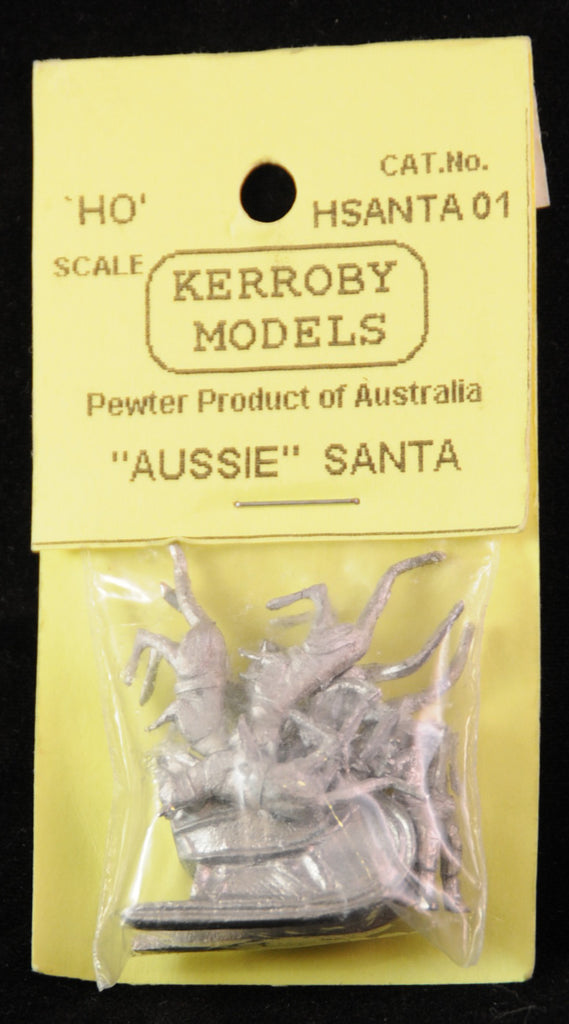 CAT.No.
'HO' HSANTA 01
SCALE
KERROBY
MODELS
Pewter Product of Australia
"AUSSIE" SANTA